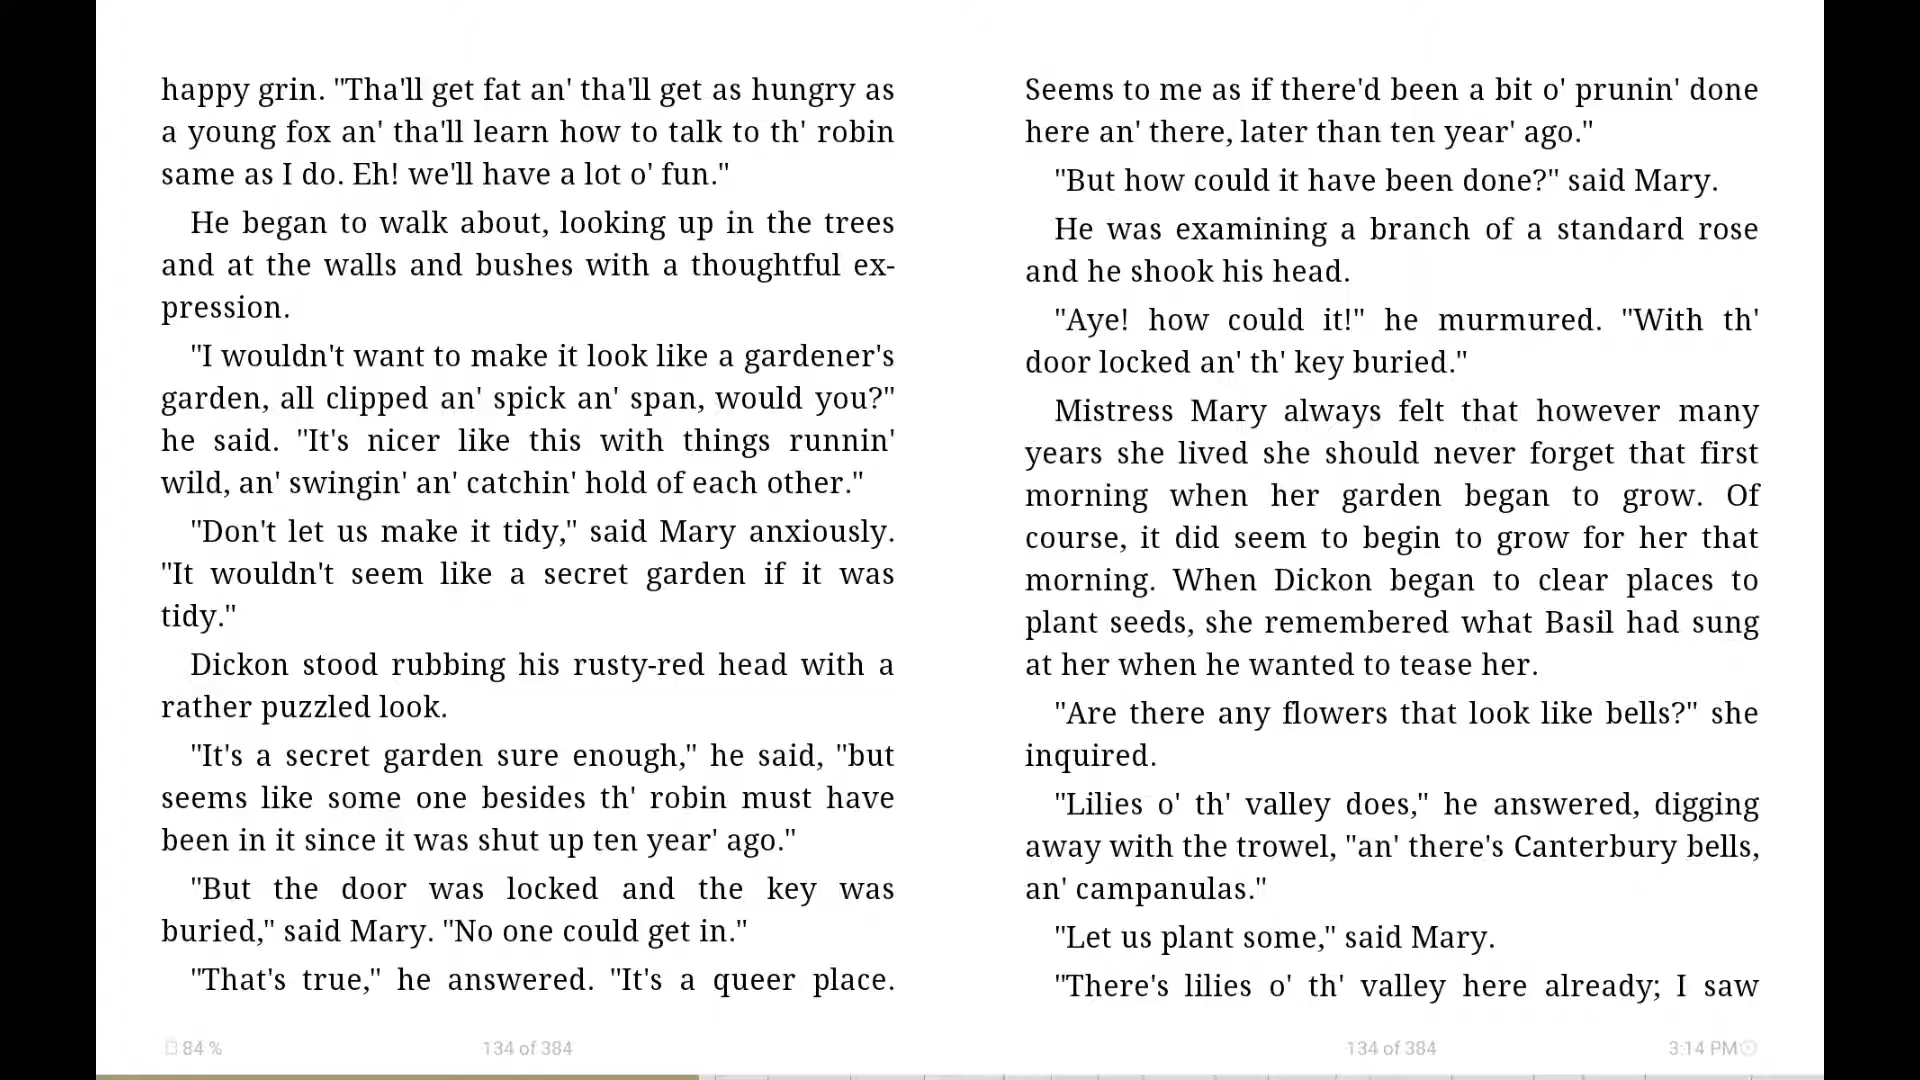 happy grin. "Tha'll get fat an' tha'll get as hungry as
a young fox an' tha'll learn how to talk to th' robin
same as I do. Eh! we'll have a lot o' fun."
He began to walk about, looking up in the trees
and at the walls and bushes with a thoughtful ex-
pression.
"I wouldn't want to make it look like a gardener's
garden, all clipped an' spick an' span, would you?"
he said. "It's nicer like this with things runnin'
wild, an' swingin' an' catchin' hold of each other."
"Don't let us make it tidy," said Mary anxiously.
"It wouldn't seem like a secret garden if it was
tidy."
Dickon stood rubbing his rusty-red head with a
rather puzzled look.
"It's a secret garden sure enough," he said, "but
seems like some one besides th' robin must have
been in it since it was shut up ten year' ago."
"But the door was locked and the key was
buried," said Mary. "No one could get in."
"That's true," he answered. "It's a queer place.
Seems to me as if there'd been a bit o' prunin' done
here an' there, later than ten year' ago."
"But how could it have been done?" said Mary.
He was examining a branch of a standard rose
and he shook his head.
"Aye! how could it!" he murmured. "With th'
door locked an' th' key buried."
Mistress Mary always felt that however many
years she lived she should never forget that first
morning when her garden began to grow. Of
course, it did seem to begin to grow for her that
morning. When Dickon began to clear places to
plant seeds, she remembered what Basil had sung
at her when he wanted to tease her.
"Are there any flowers that look like bells?" she
inquired.
"Lilies o' th' valley does," he answered, digging
away with the trowel, "an' there's Canterbury bells,
an' campanulas."
"Let us plant some," said Mary.
"There's lilies o' th' valley here already; I saw
84 %
134 of 384
134 of 384
3:14 PM